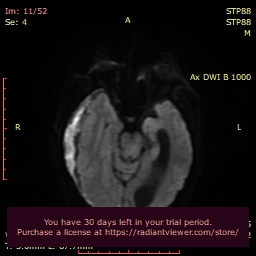 Im: 11/52
Se: 4
A
STP88
STP88
M
Ax DWI B 1000
R
L
You have 30 days left in your trial period.
Purchase a license at https://radiantviewer.com/store/